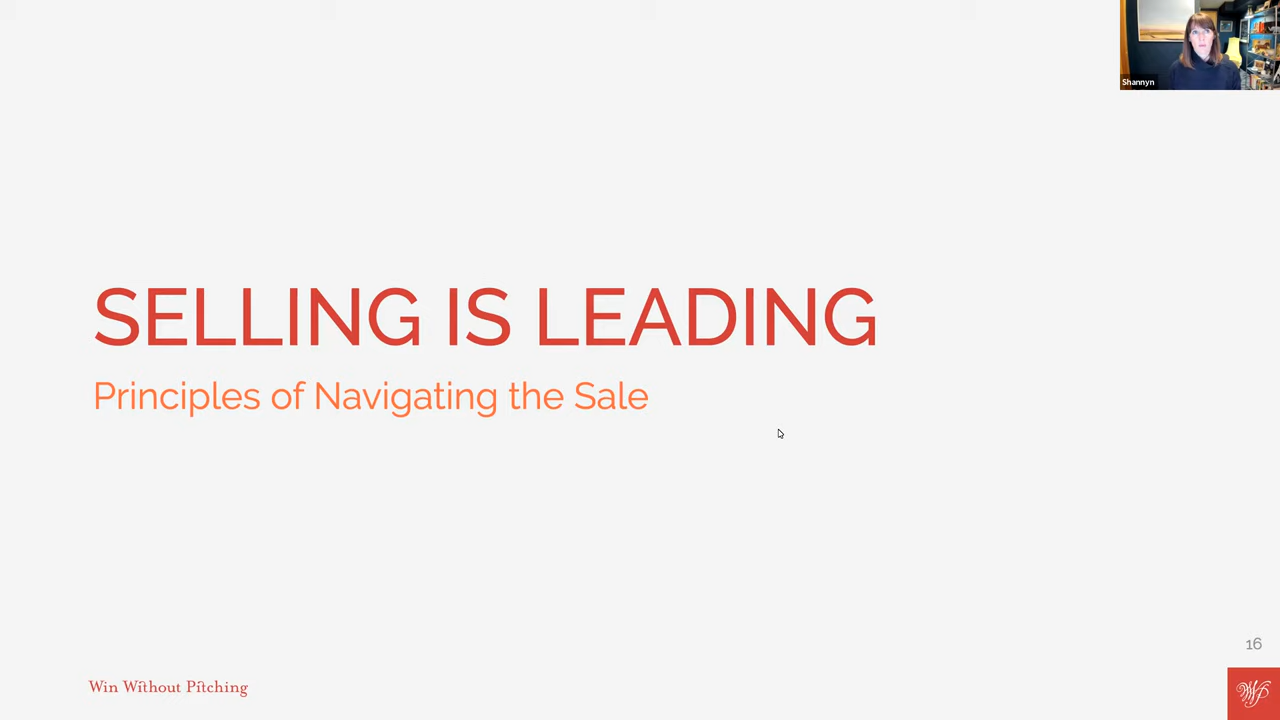 Shannyn
SELLING IS LEADING
Principles of Navigating the Sale
16
Win Without Pitching